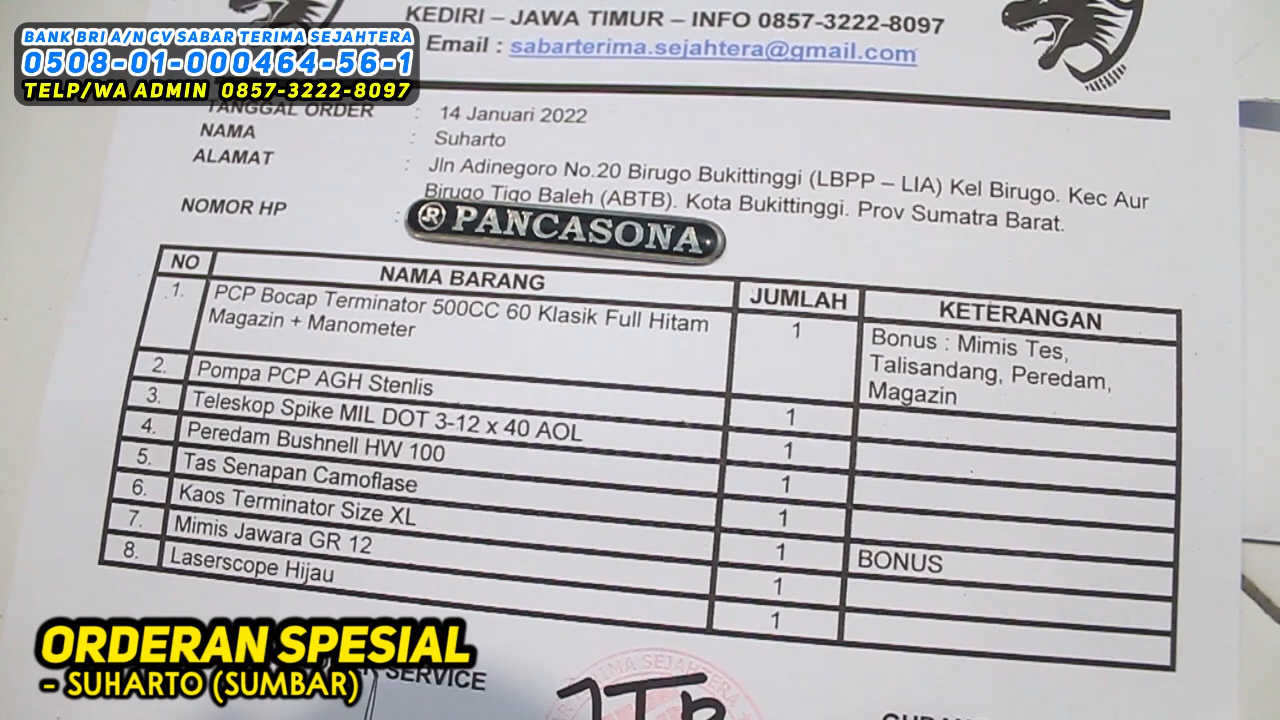 BANK BRI A/N CV SABAR TERIMA SEJAHTERA
0508-01-000464-56-1
TELP/WA ADMIN 0857-3222-8097
KEDIRI – JAWA TIMUR – INFO 0857-3222-8097
Email : sabarterima.sejahtera@gmail.com
TANGGAL ORDER : 14 Januari 2022
NAMA : Suharto
ALAMAT : Jln Adinegoro No.20 Birugo Bukittinggi (LBPP – LIA) Kel Birugo. Kec Aur
Birugo Tigo Baleh (ABTB). Kota Bukittinggi. Prov Sumatra Barat.
NOMOR HP :
® PANCASONA
NO NAMA BARANG JUMLAH KETERANGAN
1. PCP Bocap Terminator 500CC 60 Klasik Full Hitam 1 Bonus : Mimis Tes,
Magazin + Manometer Talisandang, Peredam,
Magazin
2. Pompa PCP AGH Stenlis 1
3. Teleskop Spike MIL DOT 3-12 x 40 AOL 1
4. Peredam Bushnell HW 100 1
5. Tas Senapan Camoflase 1
6. Kaos Terminator Size XL 1 BONUS
7. Mimis Jawara GR 12 1
8. Laserscope Hijau 1
ORDERAN SPESIAL
- SUHARTO (SUMBAR)
SERVICE
TERIMA SEJAHTERA